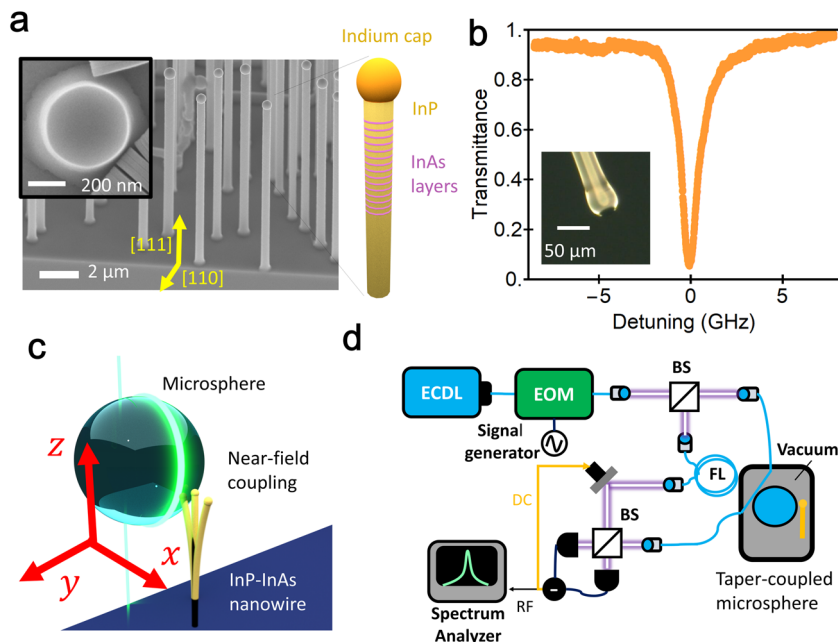 a
Indium cap
InP
InAs
layers
200 nm
[111]
[110]
2 μm
b
Transmittance
1.
0.8
0.6
0.4
0.2
0.
50 μm
−5
0
5
Detuning (GHz)
c
Microsphere
Near-field
coupling
z
y
x
InP-InAs
nanowire
d
ECDL
EOM
BS
Signal
generator
Vacuum
FL
DC
BS
RF
Spectrum
Analyzer
Taper-coupled
microsphere